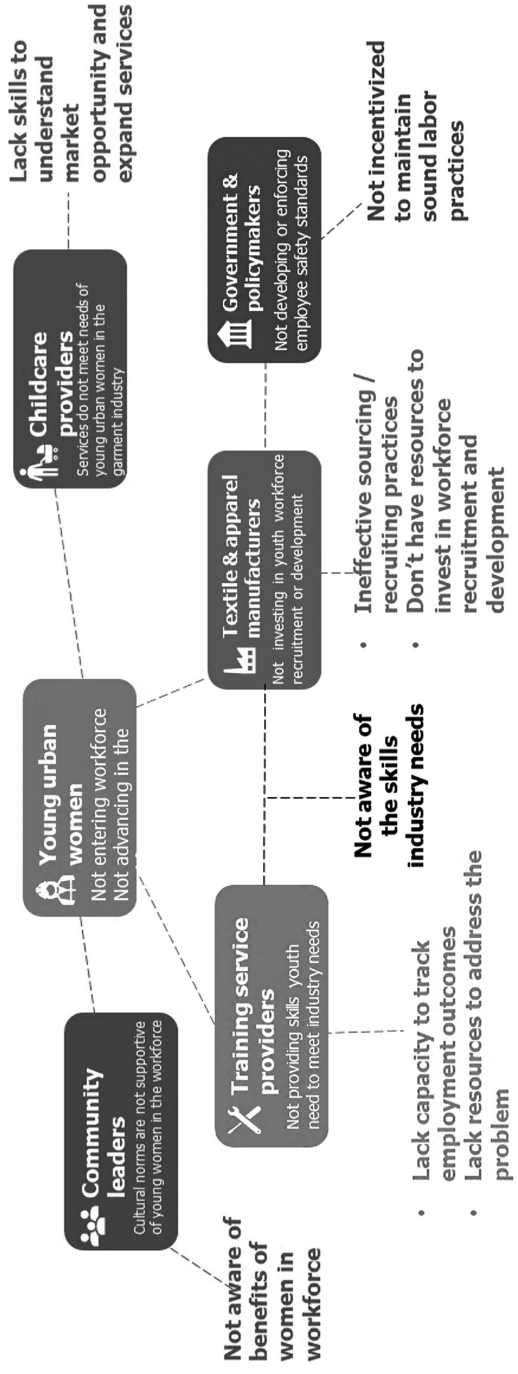 Community
leaders
Cultural norms are not supportive
of young women in the workforce
Not aware of
benefits of
women in
workforce
Young urban
women
Not entering workforce
Not advancing in the
Childcare
providers
Services do not meet needs of
young urban women in the
garment industry
Lack skills to
understand
market
opportunity and
expand services
Training service
providers
Not providing skills youth
need to meet industry needs
• Lack capacity to track
employment outcomes
• Lack resources to address the
problem
Not aware of
the skills
industry needs
Textile & apparel
manufacturers
Not investing in youth workforce
recruitment or development
• Ineffective sourcing /
recruiting practices
• Don't have resources to
invest in workforce
recruitment and
development
Government &
policymakers
Not developing or enforcing
employee safety standards
Not incentivized
to maintain
sound labor
practices